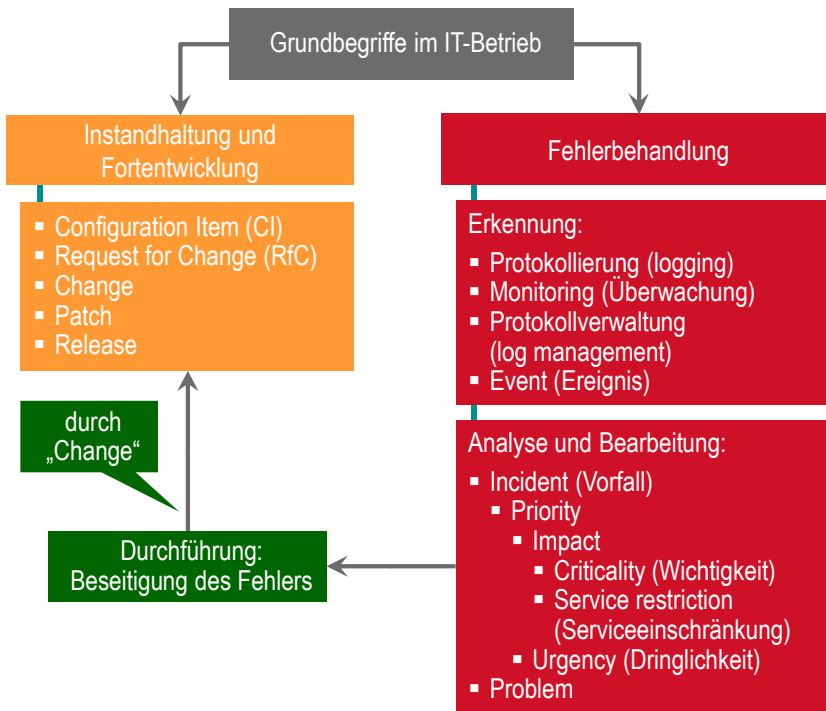 Grundbegriffe im IT-Betrieb
Instandhaltung und
Fortentwicklung
▪ Configuration Item (CI)
▪ Request for Change (RfC)
▪ Change
▪ Patch
▪ Release
durch
„Change“
Durchführung:
Beseitigung des Fehlers
Fehlerbehandlung
Erkennung:
▪ Protokollierung (logging)
▪ Monitoring (Überwachung)
▪ Protokollverwaltung
(log management)
▪ Event (Ereignis)
Analyse und Bearbeitung:
▪ Incident (Vorfall)
▪ Priority
▪ Impact
▪ Criticality (Wichtigkeit)
▪ Service restriction
(Serviceeinschränkung)
▪ Urgency (Dringlichkeit)
▪ Problem